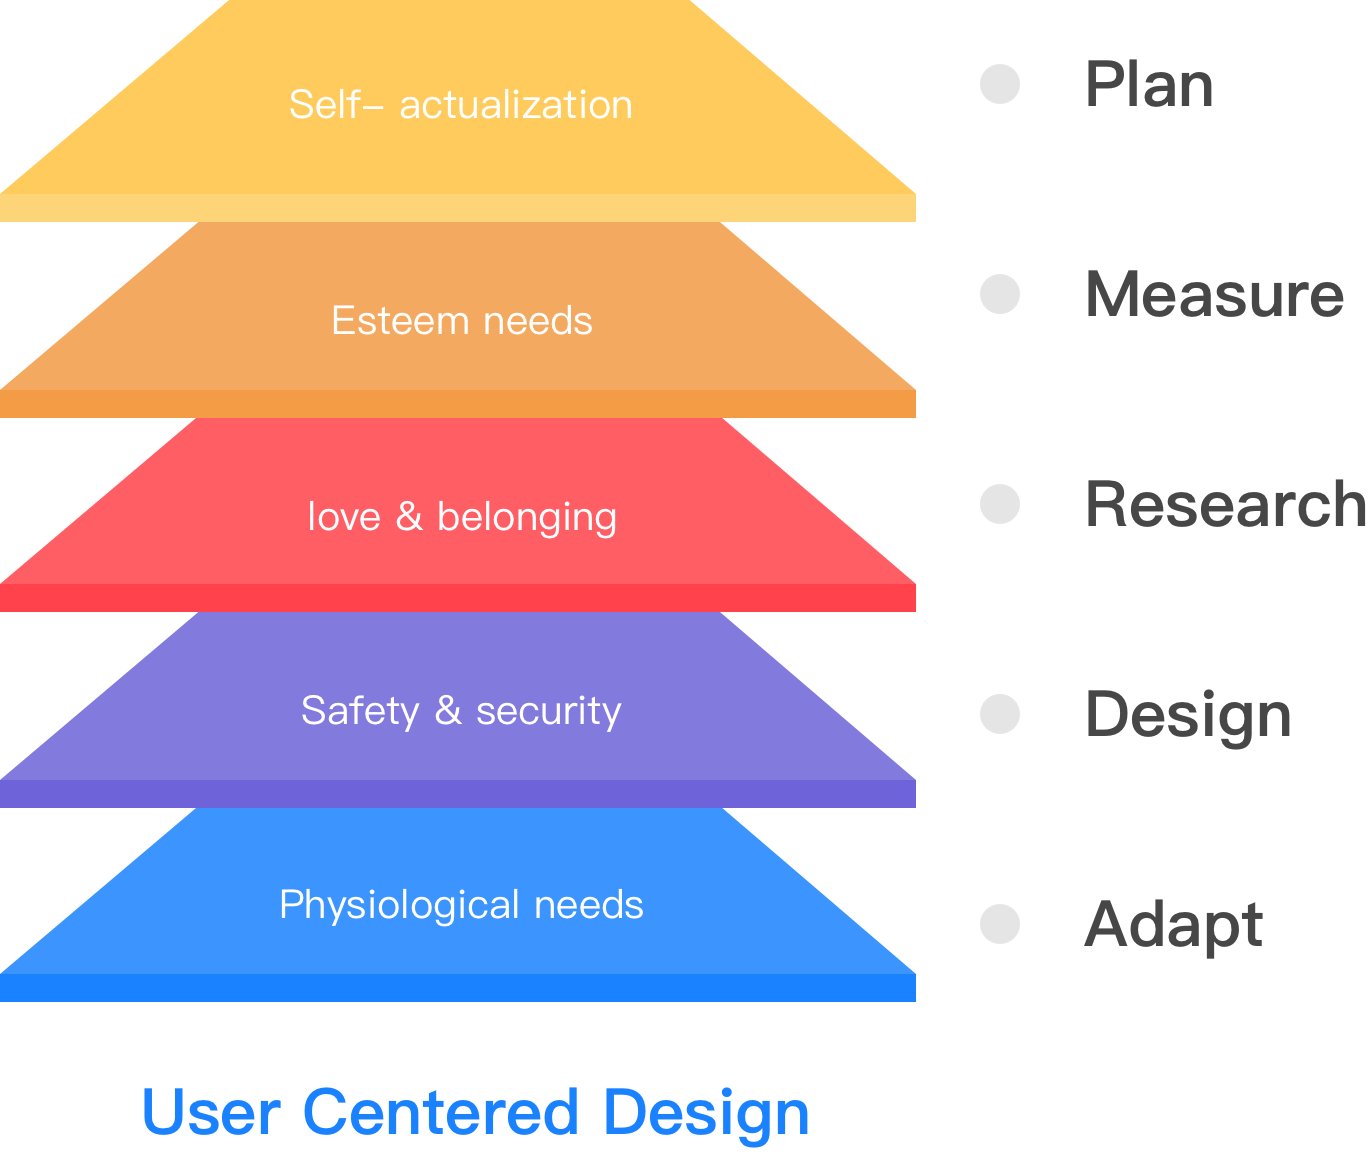 Self- actualization
Plan
Esteem needs
Measure
love & belonging
Research
Safety & security
Design
Physiological needs
Adapt
User Centered Design